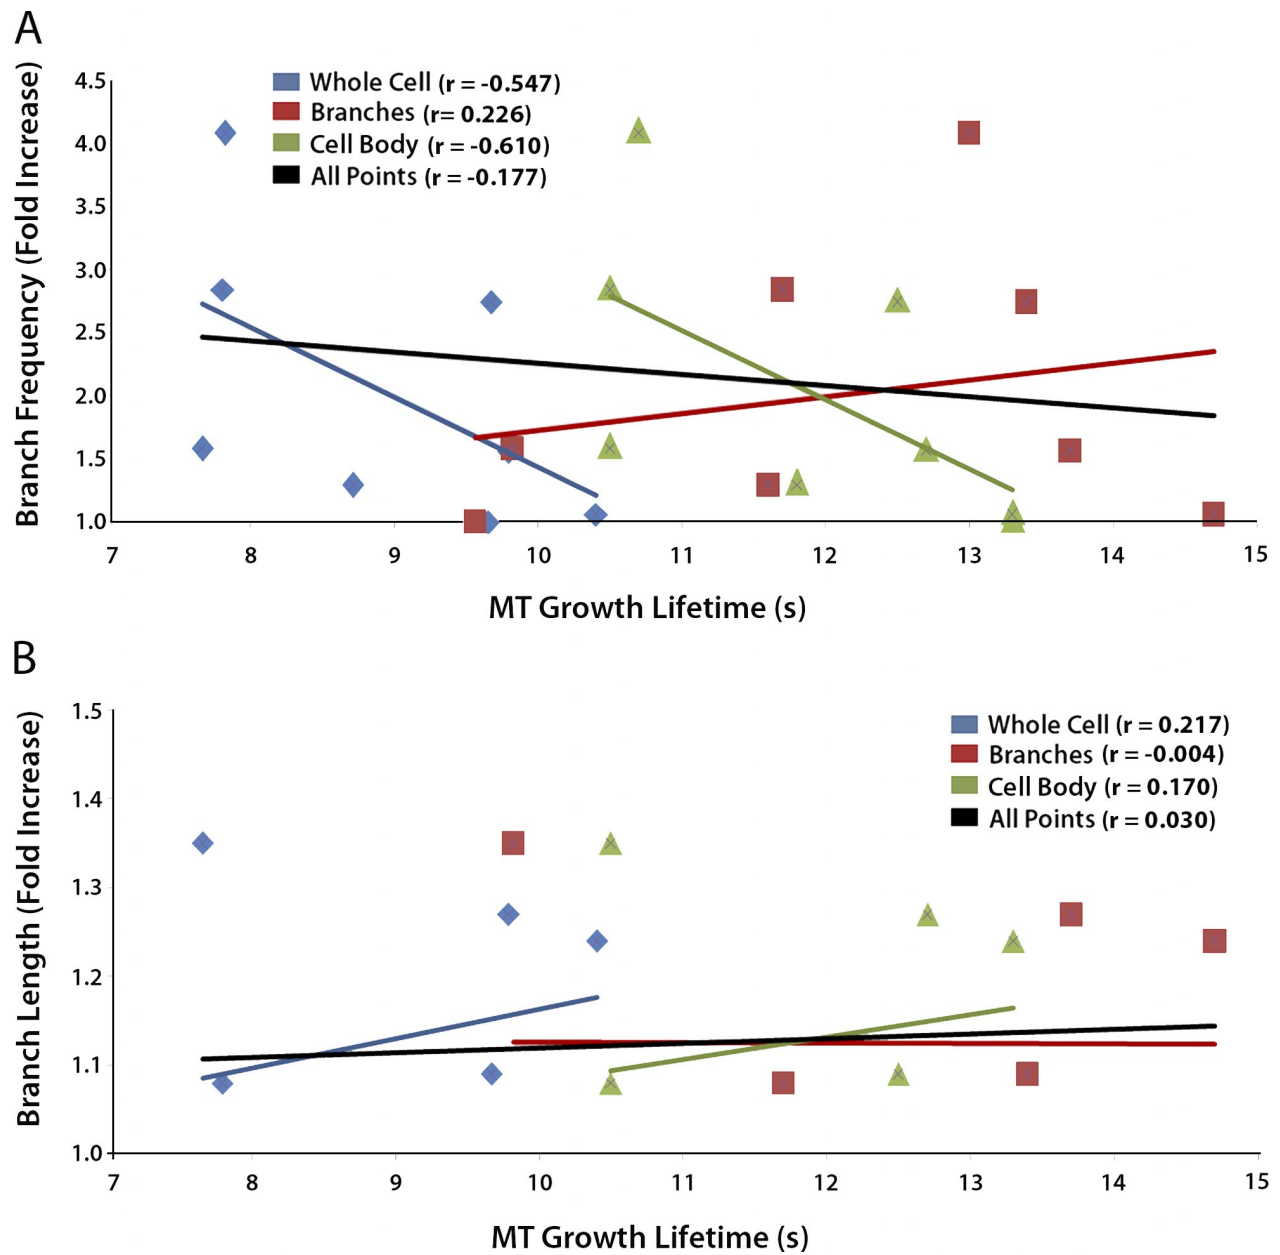 A
Branch Frequency (Fold Increase)
Whole Cell (r = -0.547)
Branches (r= 0.226)
Cell Body (r = -0.610)
All Points (r = -0.177)
4.5
4.0
3.5
3.0
2.5
2.0
1.5
1.0
7 8 9 10 11 12 13 14 15
MT Growth Lifetime (s)
B
Branch Length (Fold Increase)
Whole Cell (r = 0.217)
Branches (r = -0.004)
Cell Body (r = 0.170)
All Points (r = 0.030)
1.5
1.4
1.3
1.2
1.1
1.0
7 8 9 10 11 12 13 14 15
MT Growth Lifetime (s)